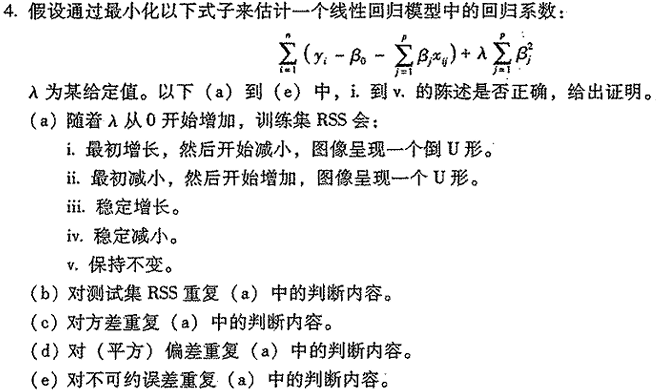 4. 假设通过最小化以下式子来估计一个线性回归模型中的回归系数：
$\sum_{i=1}^{n} ( y_i - \beta_0 - \sum_{j=1}^{p} \beta_j x_{ij} ) + \lambda \sum_{j=1}^{p} \beta_j^2$
λ 为某给定值。以下（a）到（e）中，i. 到 v. 的陈述是否正确，给出证明。
（a）随着 λ 从 0 开始增加，训练集 RSS 会：
i. 最初增长，然后开始减小，图像呈现一个倒 U 形。
ii. 最初减小，然后开始增加，图像呈现一个 U 形。
iii. 稳定增长。
iv. 稳定减小。
v. 保持不变。
（b）对测试集 RSS 重复（a）中的判断内容。
（c）对方差重复（a）中的判断内容。
（d）对（平方）偏差重复（a）中的判断内容。
（e）对不可约误差重复（a）中的判断内容。